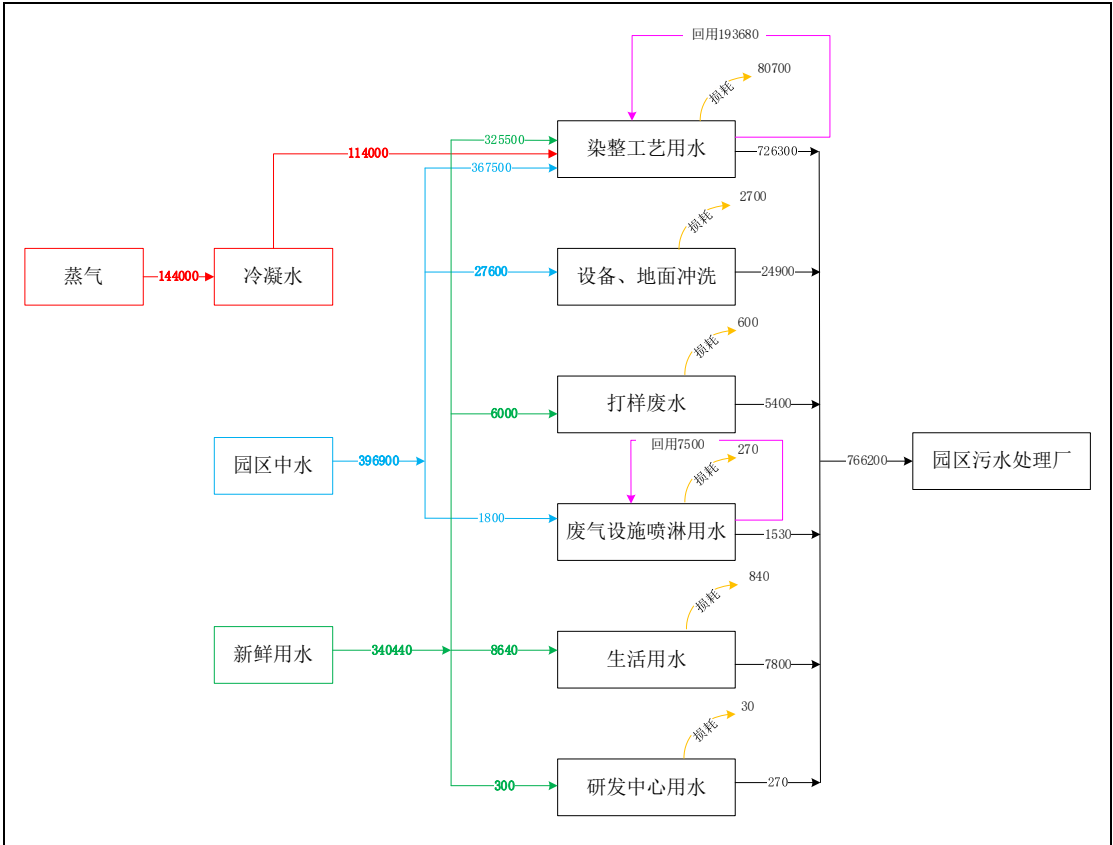 回用193680
80700
损耗
325500
114000
367500
染整工艺用水
726300
2700
损耗
蒸气
144000
冷凝水
27600
设备、地面冲洗
24900
600
损耗
6000
打样废水
5400
回用7500
270
损耗
园区中水
396900
1800
废气设施喷淋用水
1530
766200
园区污水处理厂
840
损耗
新鲜用水
340440
8640
生活用水
7800
30
损耗
300
研发中心用水
270